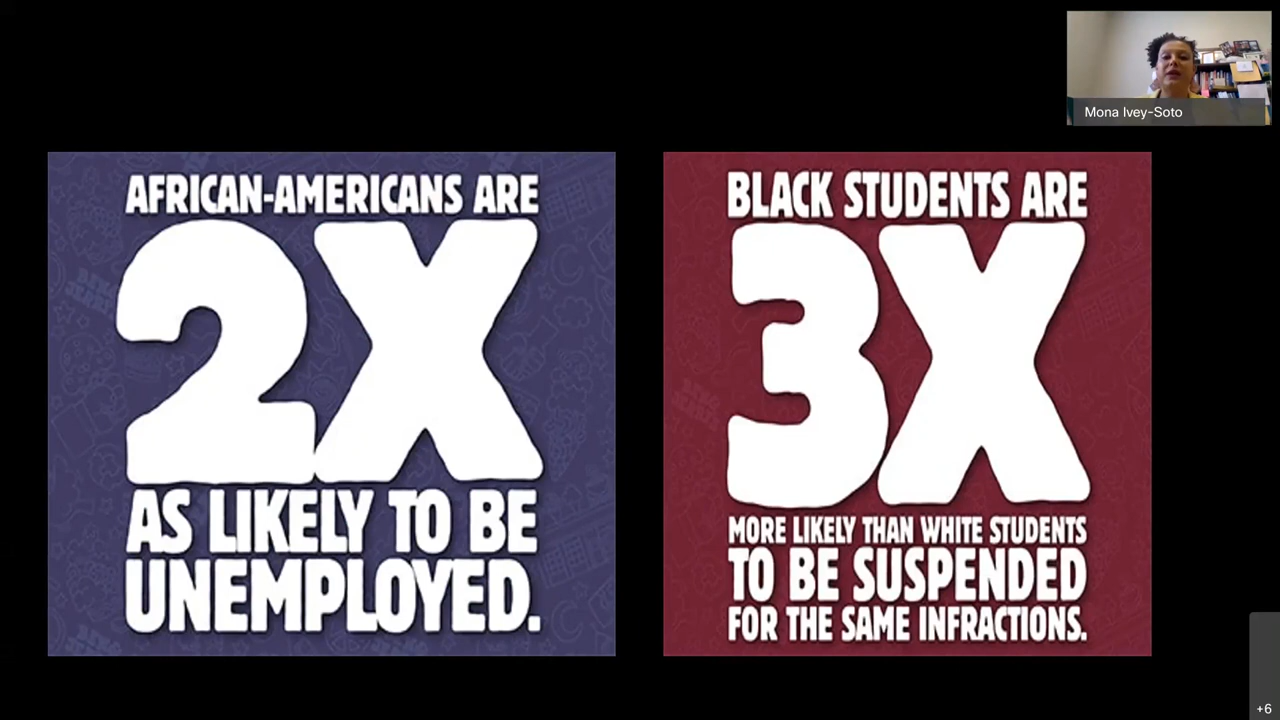 Mona Ivey-Soto
AFRICAN-AMERICANS ARE
2X
AS LIKELY TO BE
UNEMPLOYED.
BLACK STUDENTS ARE
3X
MORE LIKELY THAN WHITE STUDENTS
TO BE SUSPENDED
FOR THE SAME INFRACTIONS.
+6